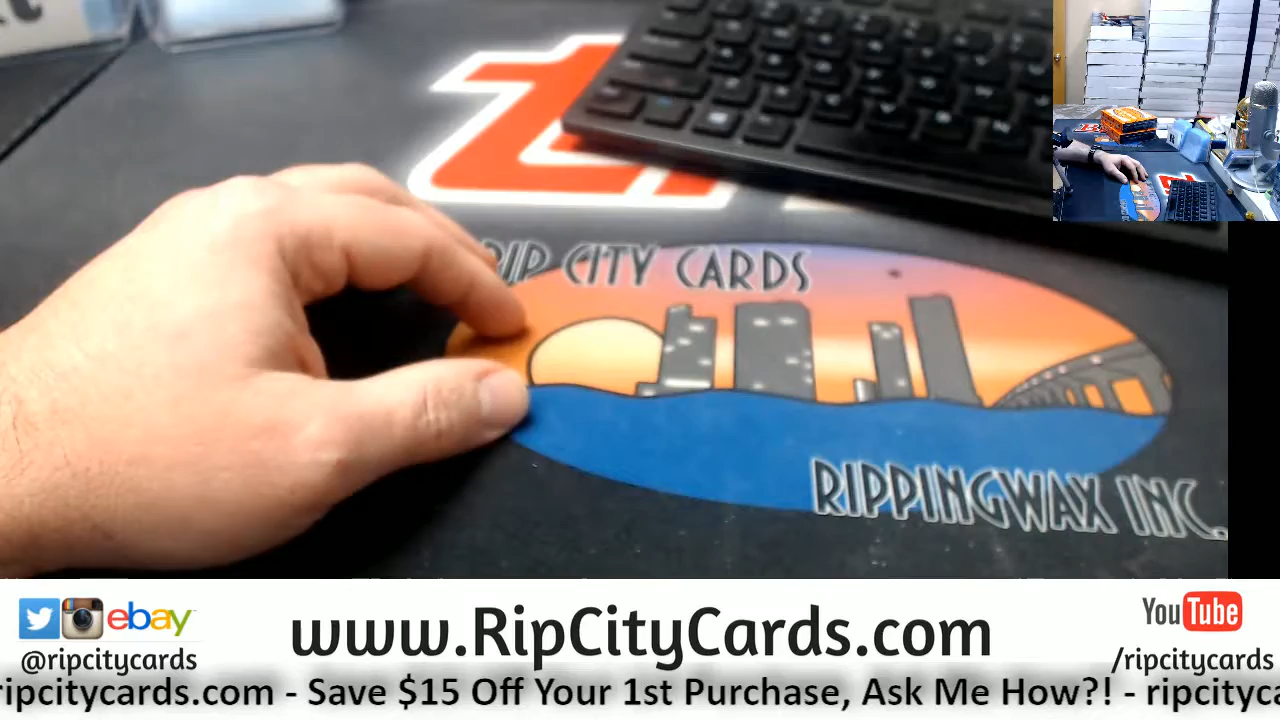 RIP CITY CARDS
RIPPINGWAX INC.
ebay
@ripcitycards
www.RipCityCards.com
YouTube
/ripcitycards
ripcitycards.com - Save $15 Off Your 1st Purchase, Ask Me How?! - ripcityca